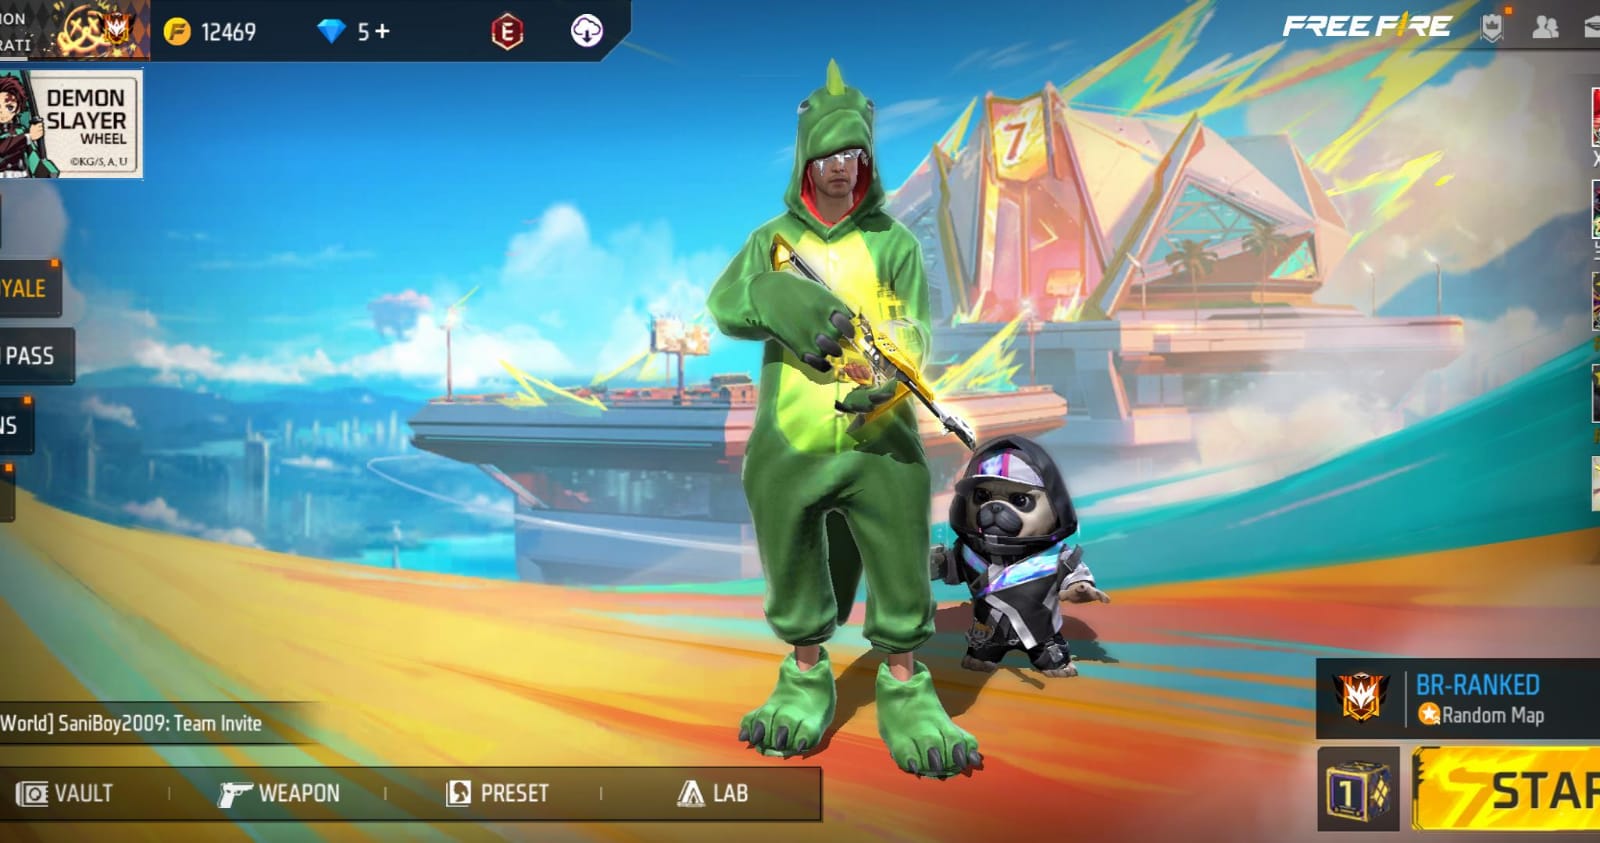 ION
RATI
12469
5+
E
FREE FIRE
DEMON
SLAYER
WHEEL
©KG/S, A, U
7
OYALE
PASS
NS
World] SaniBoy2009: Team Invite
BR-RANKED
Random Map
VAULT
WEAPON
PRESET
LAB
1
STAR